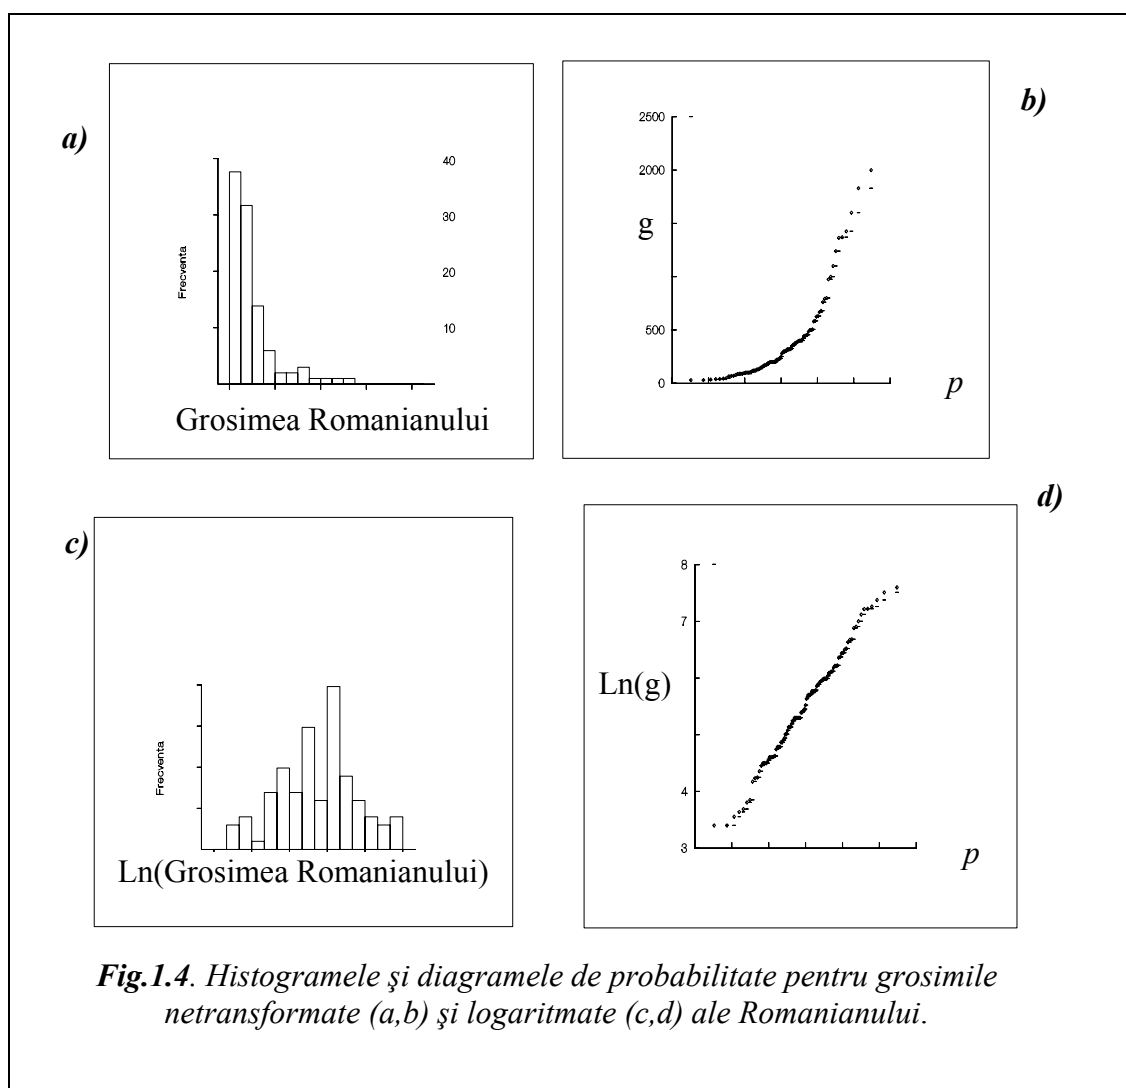 a)
40
30
20
10
Frecventa
Grosimea Romanianului
b)
2500
2000
g
500
0
p
c)
Frecventa
Ln(Grosimea Romanianului)
d)
8
7
Ln(g)
4
3
p
Fig.1.4. Histogramele şi diagramele de probabilitate pentru grosimile
netransformate (a,b) şi logaritmate (c,d) ale Romanianului.